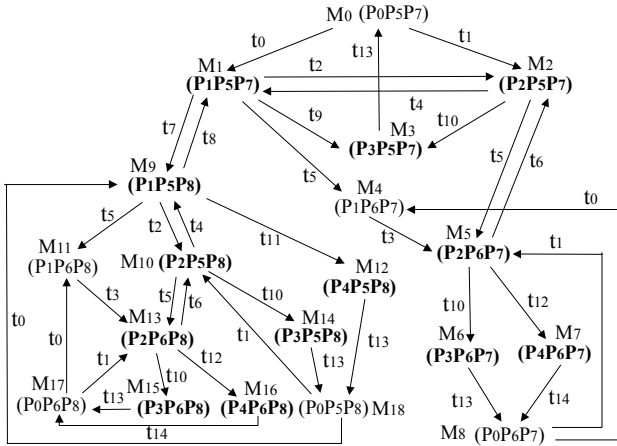 M0 (P0P5P7)
t0 t13 t1
M1 M2
(P1P5P7) t2 (P2P5P7)
t4
t9 M3 t10
(P3P5P7)
t7 t8 t5 t5 t6
M9 M4
(P1P5P8) (P1P6P7) t0
t5 t2 t4 t11 t3 M5 t1
(P2P6P7)
M11 M10 (P2P5P8) M12
(P1P6P8) (P4P5P8)
t3 t5 t6 t10 t10 t12
t0 t0 M13 t1 M14 t13 M6 M7
(P2P6P8) (P3P5P8) (P3P6P7) (P4P6P7)
t1 t10 t12 t13
M17 M15 M16 t13 t14
(P0P6P8) t13 (P3P6P8) (P4P6P8) (P0P5P8) M18
t14 M8 (P0P6P7)